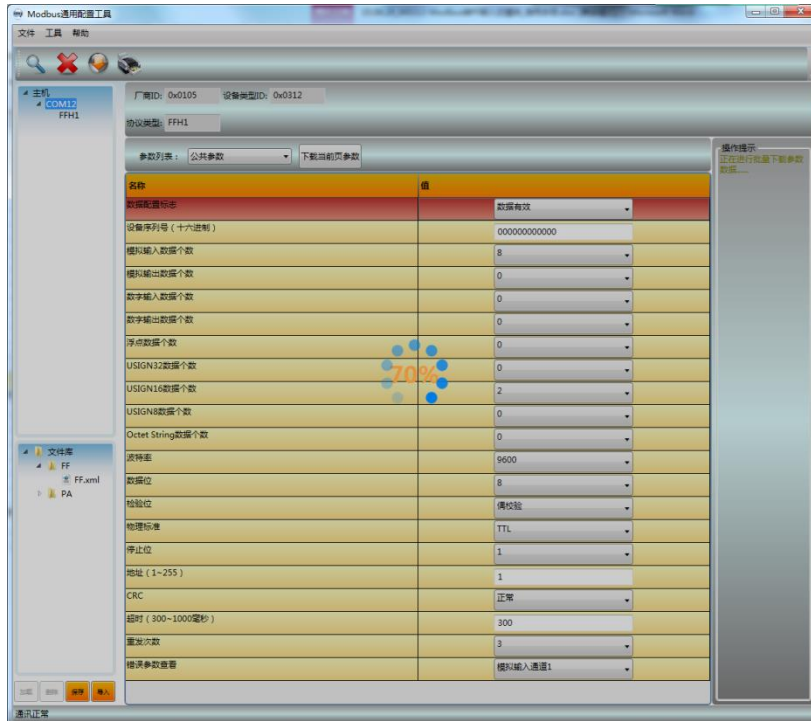 Modbus通用配置工具
文件 工具 帮助
主机
COM12
FFH1
厂商ID: 0x0105 设备类型ID: 0x0312
协议类型: FFH1
参数列表： 公共参数 下载当前页参数
操作提示
正在进行批量下载参数
数据.....
名称 值
数据配置标志 数据有效
设备序列号（十六进制） 000000000000
模拟输入数据个数 8
模拟输出数据个数 0
数字输入数据个数 0
数字输出数据个数 0
浮点数据个数 0
70%
USIGN32数据个数 0
USIGN16数据个数 2
USIGN8数据个数 0
Octet String数据个数 0
波特率 9600
数据位 8
检验位 偶校验
物理标准 TTL
停止位 1
地址（1~255） 1
CRC 正常
超时（300~1000毫秒） 300
重发次数 3
错误参数查看 模拟输入通道1
文件库
FF
FF.xml
PA
保存 导入
通讯正常